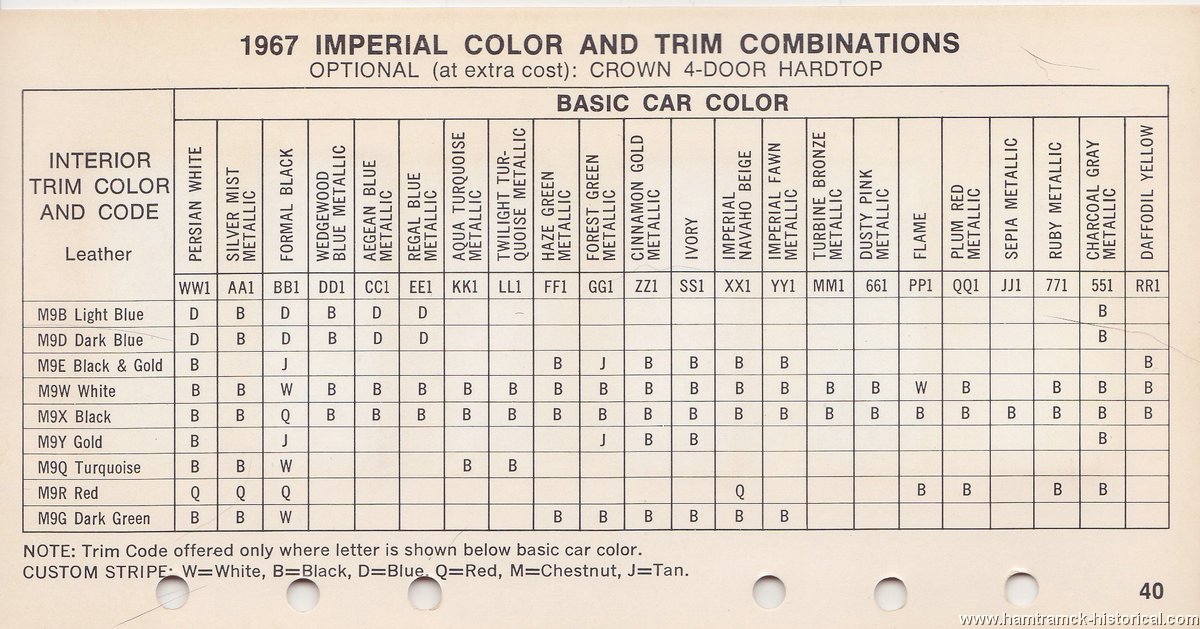 1967 IMPERIAL COLOR AND TRIM COMBINATIONS
OPTIONAL (at extra cost): CROWN 4-DOOR HARDTOP
BASIC CAR COLOR
INTERIOR
TRIM COLOR
AND CODE
Leather
PERSIAN WHITE
SILVER MIST
METALLIC
FORMAL BLACK
WEDGEWOOD
BLUE METALLIC
AEGEAN BLUE
METALLIC
REGAL BLUE
METALLIC
AQUA TURQUOISE
METALLIC
TWILIGHT TUR-
QUOISE METALLIC
HAZE GREEN
METALLIC
FOREST GREEN
METALLIC
CINNAMON GOLD
METALLIC
IVORY
IMPERIAL
NAVAHO BEIGE
IMPERIAL FAWN
METALLIC
TURBINE BRONZE
METALLIC
DUSTY PINK
METALLIC
FLAME
PLUM RED
METALLIC
SEPIA METALLIC
RUBY METALLIC
CHARCOAL GRAY
METALLIC
DAFFODIL YELLOW
WW1 AA1 BB1 DD1 CC1 EE1 KK1 LL1 FF1 GG1 ZZ1 SS1 XX1 YY1 MM1 661 PP1 QQ1 JJ1 771 551 RR1
M9B Light Blue D B D B D D B
M9D Dark Blue D B D B D D B
M9E Black & Gold B J B J B B B B B
M9W White B B W B B B B B B B B B B B B B W B B B B
M9X Black B B Q B B B B B B B B B B B B B B B B B B B
M9Y Gold B J J B B B
M9Q Turquoise B B W B B
M9R Red Q Q Q Q B B B B
M9G Dark Green B B W B B B B B B
NOTE: Trim Code offered only where letter is shown below basic car color.
CUSTOM STRIPE: W=White, B=Black, D=Blue, Q=Red, M=Chestnut, J=Tan.
40
www.hamtramck-historical.com